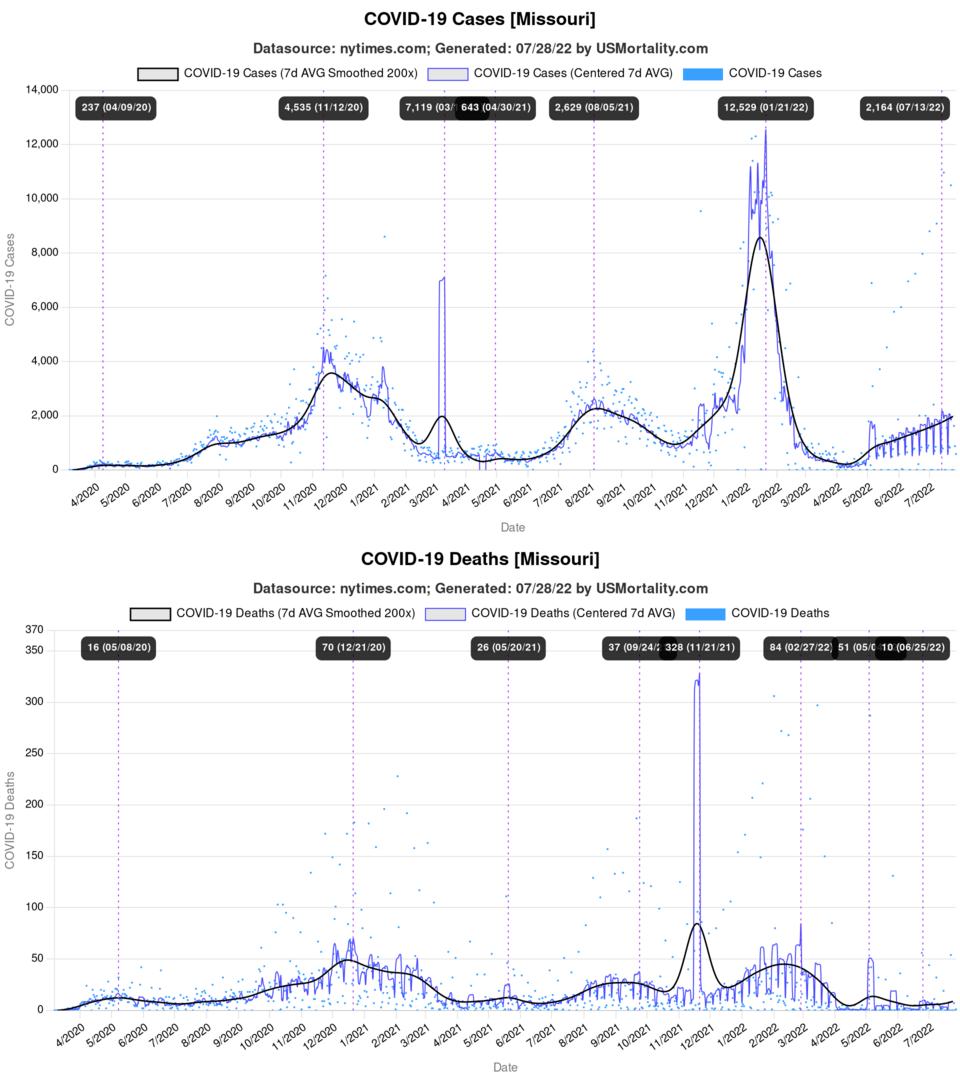 COVID-19 Cases [Missouri]
Datasource: nytimes.com; Generated: 07/28/22 by USMortality.com
COVID-19 Cases (7d AVG Smoothed 200x) COVID-19 Cases (Centered 7d AVG) COVID-19 Cases
14,000
237 (04/09/20) 4,535 (11/12/20) 7,119 (03/ 643 (04/30/21) 2,629 (08/05/21) 12,529 (01/21/22) 2,164 (07/13/22)
12,000
10,000
8,000
6,000
4,000
2,000
0
COVID-19 Cases
4/2020 5/2020 6/2020 7/2020 8/2020 9/2020 10/2020 11/2020 12/2020 1/2021 2/2021 3/2021 4/2021 5/2021 6/2021 7/2021 8/2021 9/2021 10/2021 11/2021 12/2021 1/2022 2/2022 3/2022 4/2022 5/2022 6/2022 7/2022
Date
COVID-19 Deaths [Missouri]
Datasource: nytimes.com; Generated: 07/28/22 by USMortality.com
COVID-19 Deaths (7d AVG Smoothed 200x) COVID-19 Deaths (Centered 7d AVG) COVID-19 Deaths
370
16 (05/08/20) 70 (12/21/20) 26 (05/20/21) 37 (09/24/ 328 (11/21/21) 84 (02/27/22) 51 (05/0 10 (06/25/22)
350
300
250
200
150
100
50
0
COVID-19 Deaths
4/2020 5/2020 6/2020 7/2020 8/2020 9/2020 10/2020 11/2020 12/2020 1/2021 2/2021 3/2021 4/2021 5/2021 6/2021 7/2021 8/2021 9/2021 10/2021 11/2021 12/2021 1/2022 2/2022 3/2022 4/2022 5/2022 6/2022 7/2022
Date